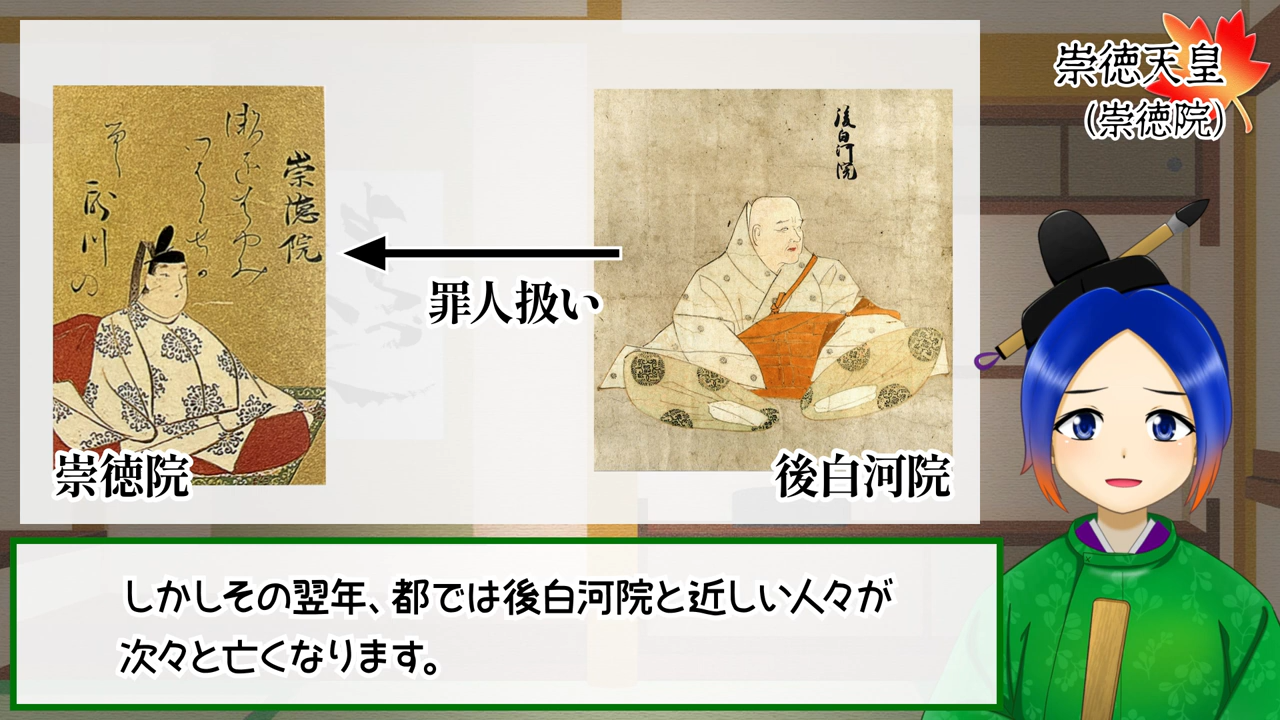 崇徳天皇
(崇徳院)
崇徳院
後白河院
罪人扱い
崇徳院
後白河院
しかしその翌年、都では後白河院と近しい人々が
次々と亡くなります。